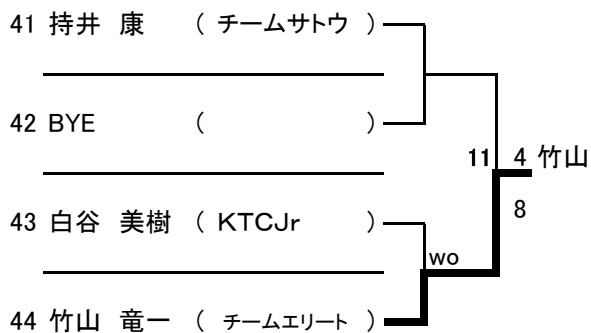 41 持井 康 ( チームサトウ )
42 BYE ( )
11 4 竹山
8
43 白谷 美樹 ( KTCJr )
wo
44 竹山 竜一 ( チームエリート )